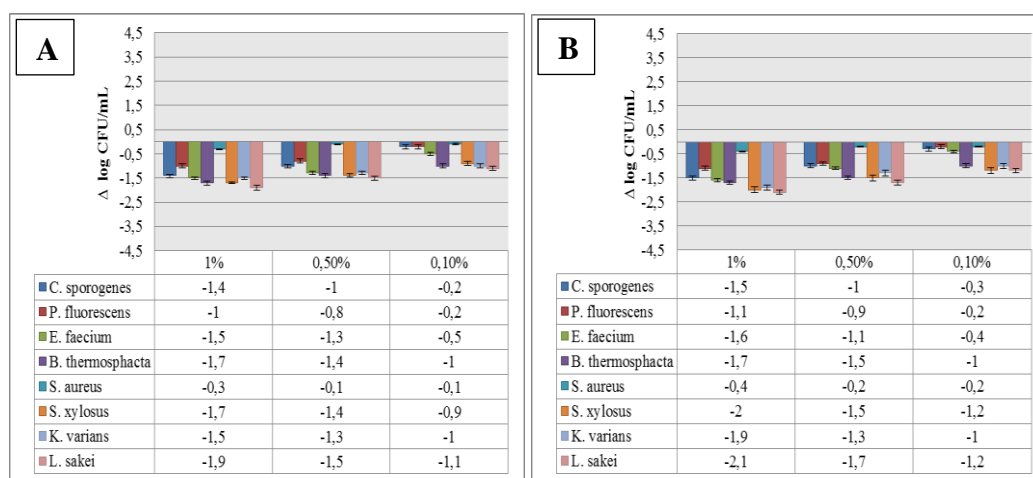 A
4,5
3,5
2,5
1,5
0,5
-0,5
-1,5
-2,5
-3,5
-4,5
Δ log CFU/mL
1% 0,50% 0,10%
C. sporogenes -1,4 -1 -0,2
P. fluorescens -1 -0,8 -0,2
E. faecium -1,5 -1,3 -0,5
B. thermosphacta -1,7 -1,4 -1
S. aureus -0,3 -0,1 -0,1
S. xylosus -1,7 -1,4 -0,9
K. varians -1,5 -1,3 -1
L. sakei -1,9 -1,5 -1,1
B
4,5
3,5
2,5
1,5
0,5
-0,5
-1,5
-2,5
-3,5
-4,5
Δ log CFU/mL
1% 0,50% 0,10%
C. sporogenes -1,5 -1 -0,3
P. fluorescens -1,1 -0,9 -0,2
E. faecium -1,6 -1,1 -0,4
B. thermosphacta -1,7 -1,5 -1
S. aureus -0,4 -0,2 -0,2
S. xylosus -2 -1,5 -1,2
K. varians -1,9 -1,3 -1
L. sakei -2,1 -1,7 -1,2